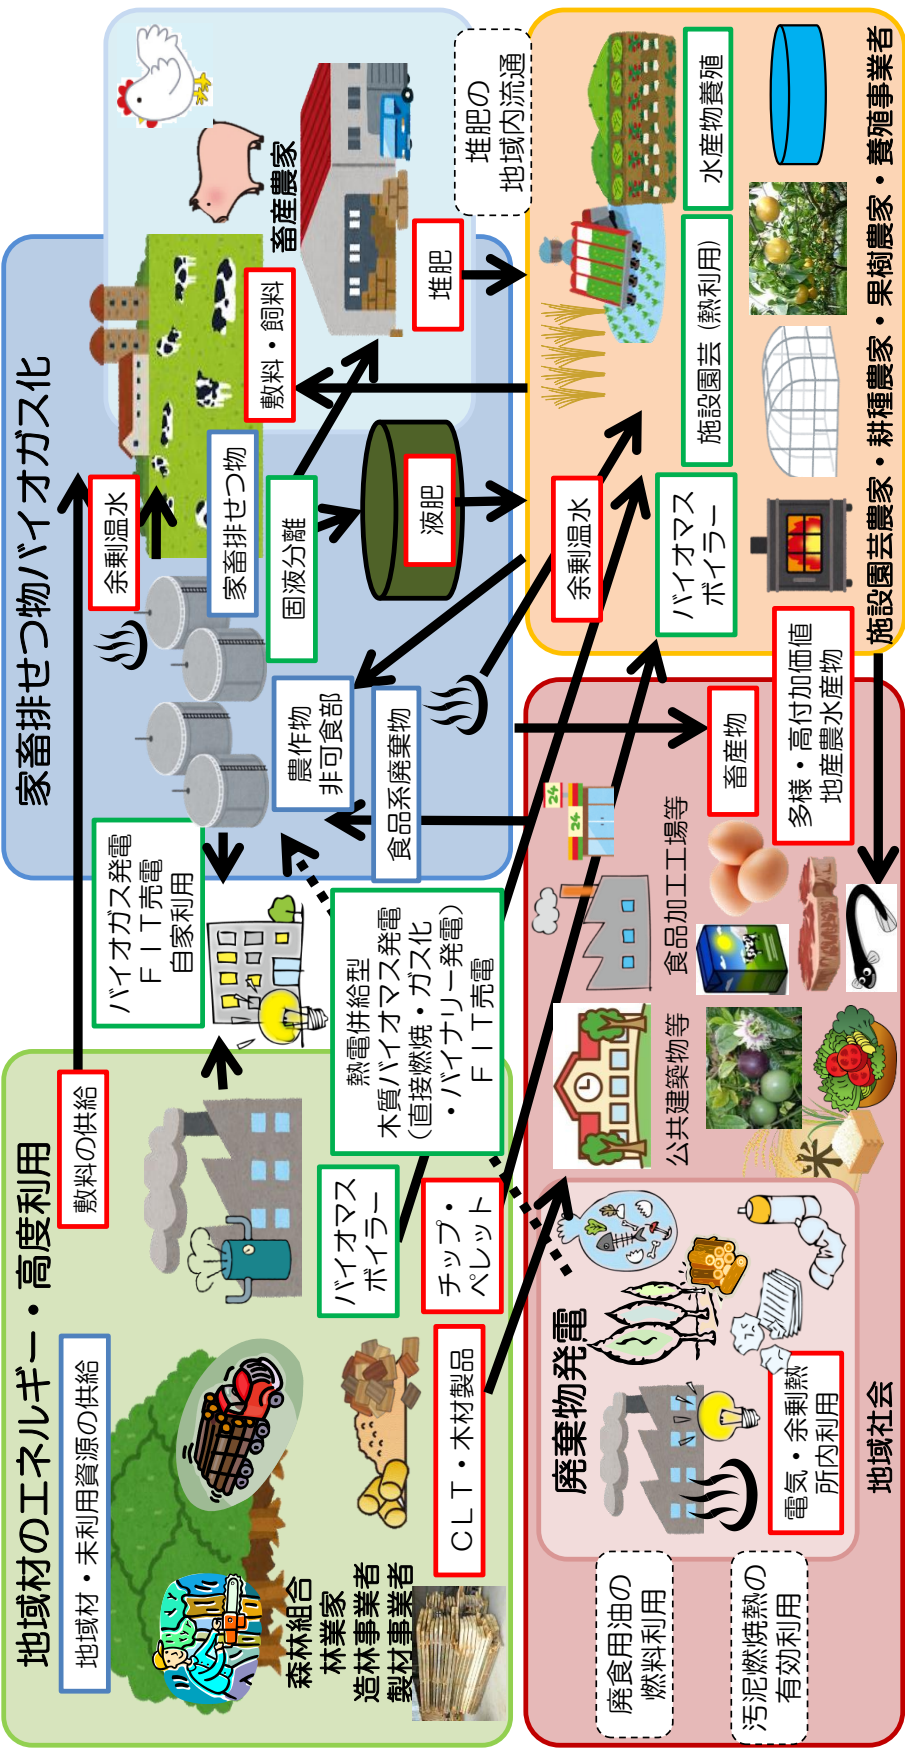 地域材のエネルギー・高度利用
地域材・未利用資源の供給
敷料の供給
森林組合
林業家
造林事業者
製材事業者
バイオマス
ボイラー
チップ・
ペレット
ＣＬＴ・木材製品
家畜排せつ物バイオガス化
バイオガス発電
ＦＩＴ売電
自家利用
余剰温水
家畜排せつ物
固液分離
液肥
農作物
非可食部
食品系廃棄物
熱電併給型
木質バイオマス発電
（直接燃焼・ガス化
・バイナリー発電）
ＦＩＴ売電
畜産農家
敷料・飼料
堆肥
堆肥の
地域内流通
廃棄物発電
電気・余剰熱
所内利用
廃食用油の
燃料利用
汚泥燃焼熱の
有効利用
地域社会
公共建築物等
食品加工工場等
24
24
米
畜産物
多様・高付加価値
地産農水産物
余剰温水
バイオマス
ボイラー
施設園芸（熱利用）
水産物養殖
施設園芸農家・耕種農家・果樹農家・養殖事業者